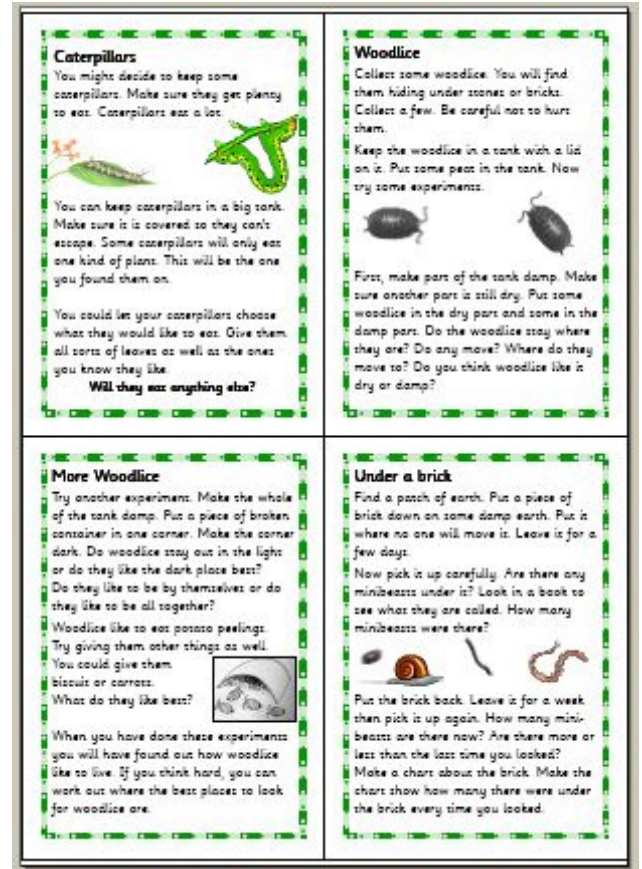 Caterpillars
You might decide to keep some
caterpillars. Make sure they get plenty
to eat. Caterpillars eat a lot.
You can keep caterpillars in a big tank.
Make sure it is covered so they can't
escape. Some caterpillars will only eat
one kind of plant. This will be the one
you found them on.
You could let your caterpillars choose
what they would like to eat. Give them
all sorts of leaves as well as the ones
you know they like.
Will they eat anything else?
Woodlice
Collect some woodlice. You will find
them hiding under stones or bricks.
Collect a few. Be careful not to hurt
them.
Keep the woodlice in a tank with a lid
on it. Put some peat in the tank. Now
try some experiments.
First, make part of the tank damp. Make
sure another part is still dry. Put some
woodlice in the dry part and some in the
damp part. Do the woodlice stay where
they are? Do any move? Where do they
move to? Do you think woodlice like it
dry or damp?
More Woodlice
Try another experiment. Make the whole
of the tank damp. Put a piece of broken
container in one corner. Make the corner
dark. Do woodlice stay out in the light
or do they like the dark place best?
Do they like to be by themselves or do
they like to be all together?
Woodlice like to eat potato peelings.
Try giving them other things as well.
You could give them
biscuit or carrots.
What do they like best?
When you have done these experiments
you will have found out how woodlice
like to live. If you think hard, you can
work out where the best places to look
for woodlice are.
Under a brick
Find a patch of earth. Put a piece of
brick down on some damp earth. Put it
where no one will move it. Leave it for a
few days.
Now pick it up carefully. Are there any
minibeasts under it? Look in a book to
see what they are called. How many
minibeasts were there?
Put the brick back. Leave it for a week
then pick it up again. How many mini-
beasts are there now? Are there more or
less than the last time you looked?
Make a chart about the brick. Make the
chart show how many there were under
the brick every time you looked.